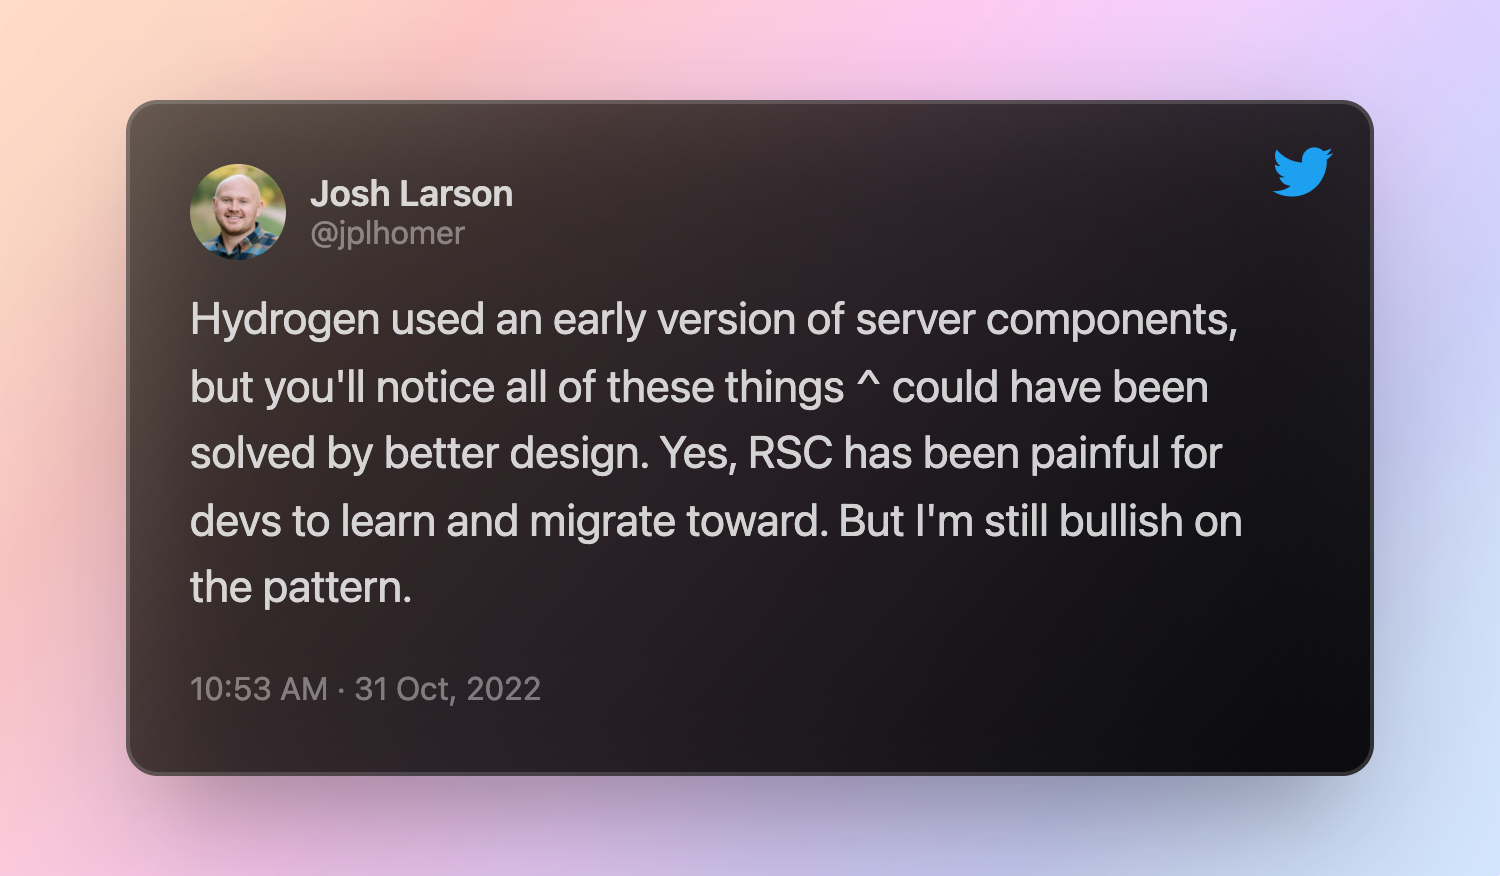 Josh Larson
@jplhomer
Hydrogen used an early version of server components,
but you'll notice all of these things ^ could have been
solved by better design. Yes, RSC has been painful for
devs to learn and migrate toward. But I'm still bullish on
the pattern.
10:53 AM · 31 Oct, 2022